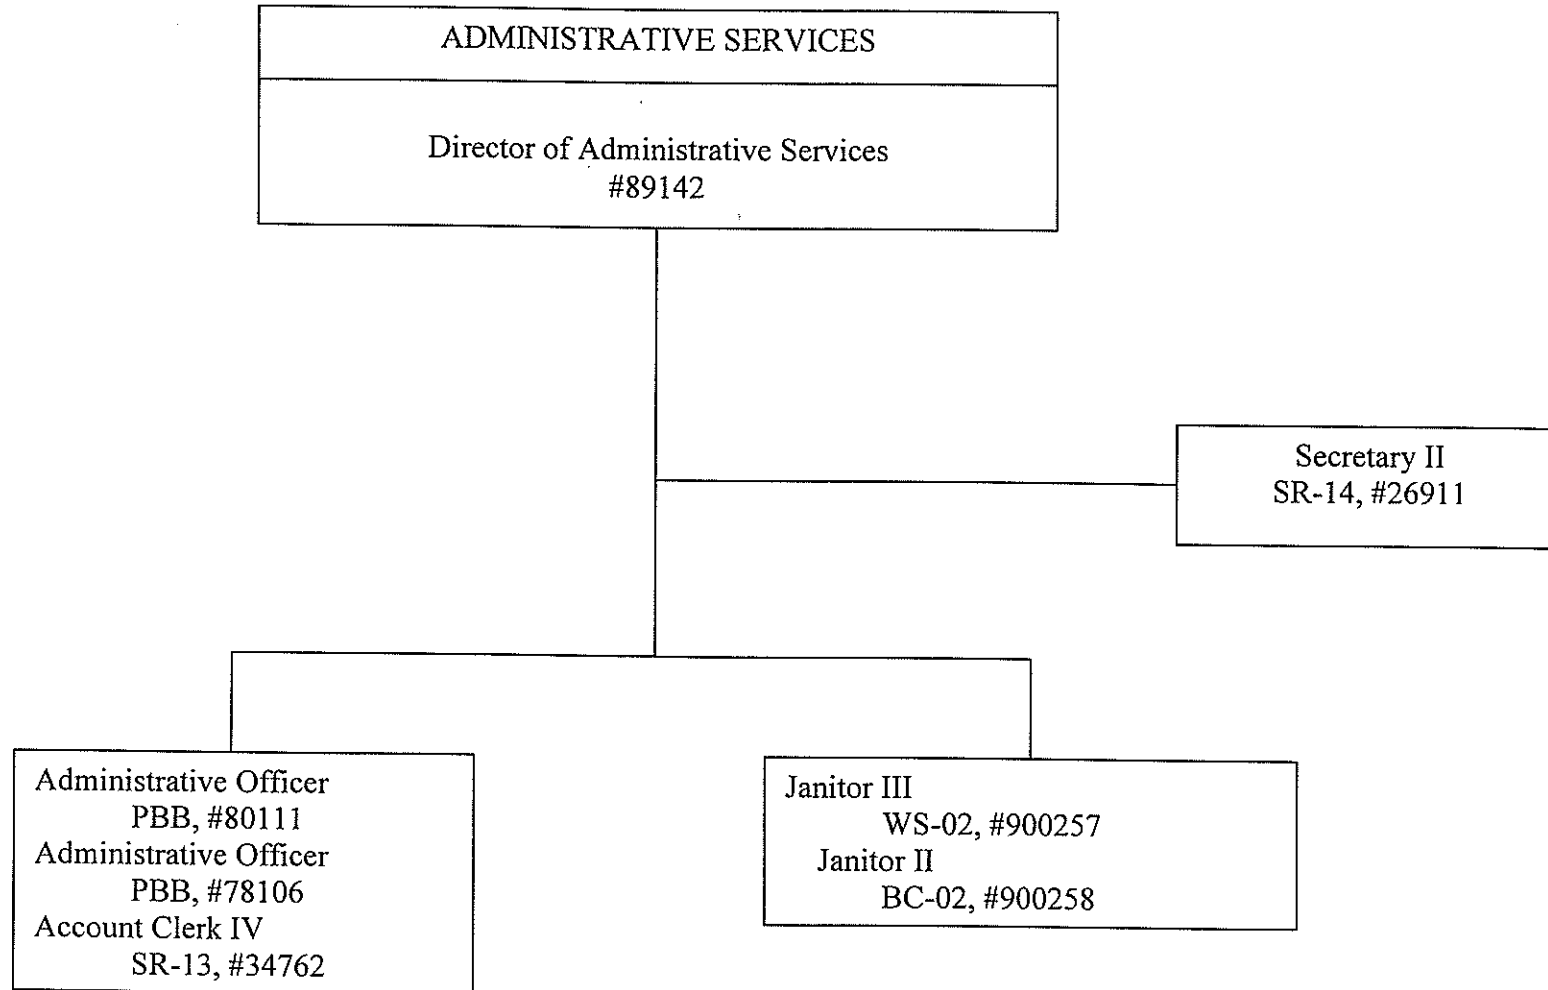 ADMINISTRATIVE SERVICES
Director of Administrative Services
#89142
Secretary II
SR-14, #26911
Administrative Officer
PBB, #80111
Administrative Officer
PBB, #78106
Account Clerk IV
SR-13, #34762
Janitor III
WS-02, #900257
Janitor II
BC-02, #900258